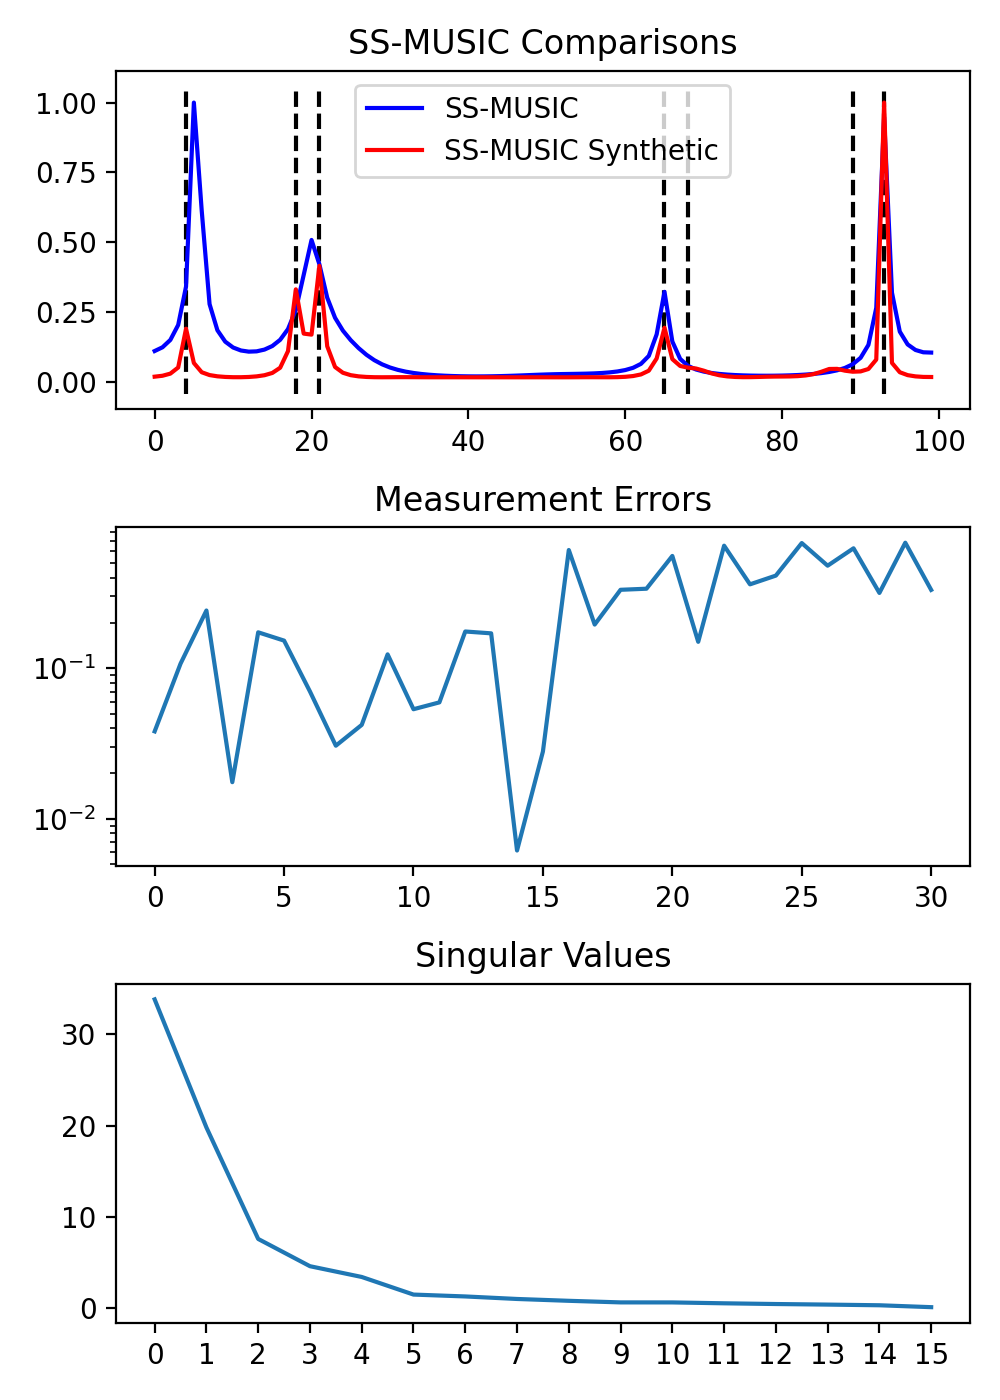 SS-MUSIC Comparisons
1.00
0.75
0.50
0.25
0.00
SS-MUSIC
SS-MUSIC Synthetic
0 20 40 60 80 100
Measurement Errors
10⁻¹
10⁻²
0 5 10 15 20 25 30
Singular Values
30
20
10
0
0 1 2 3 4 5 6 7 8 9 10 11 12 13 14 15